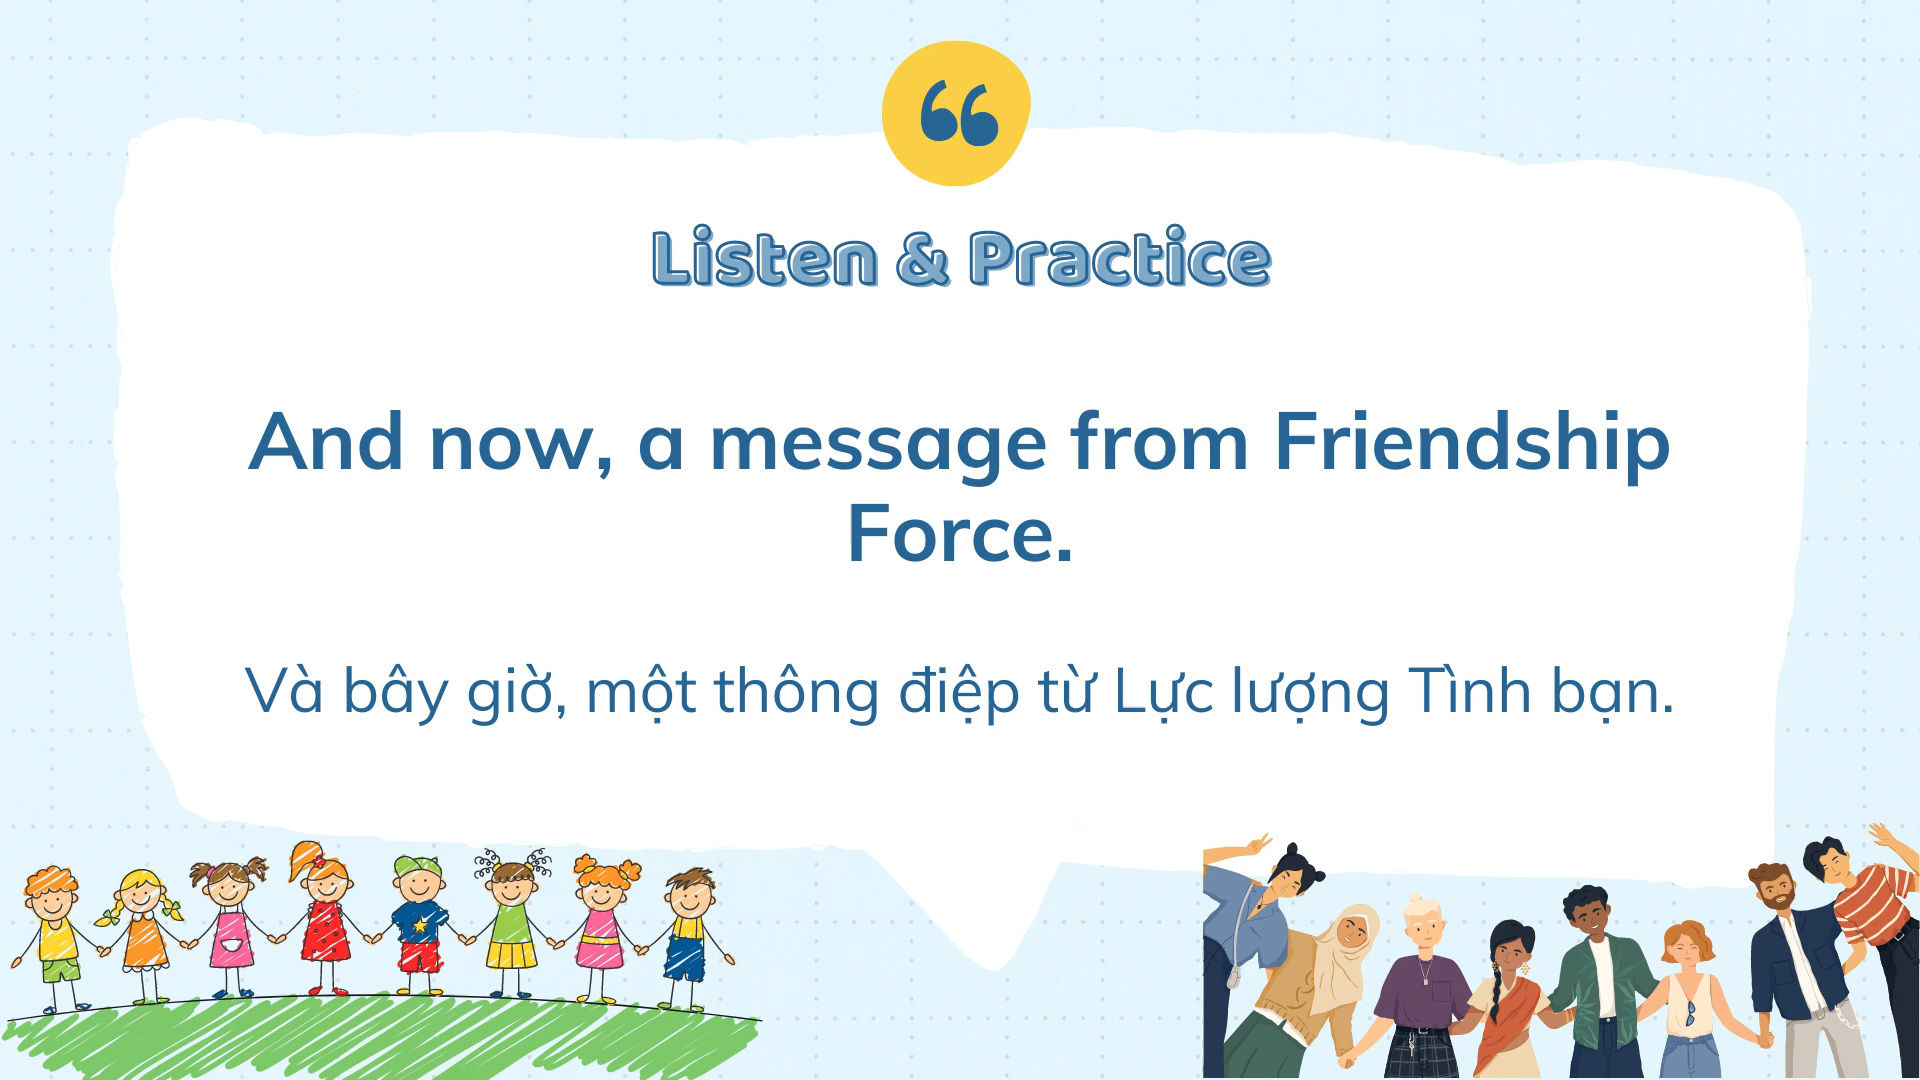 Listen & Practice
And now, a message from Friendship
Force.
Và bây giờ, một thông điệp từ Lực lượng Tình bạn.